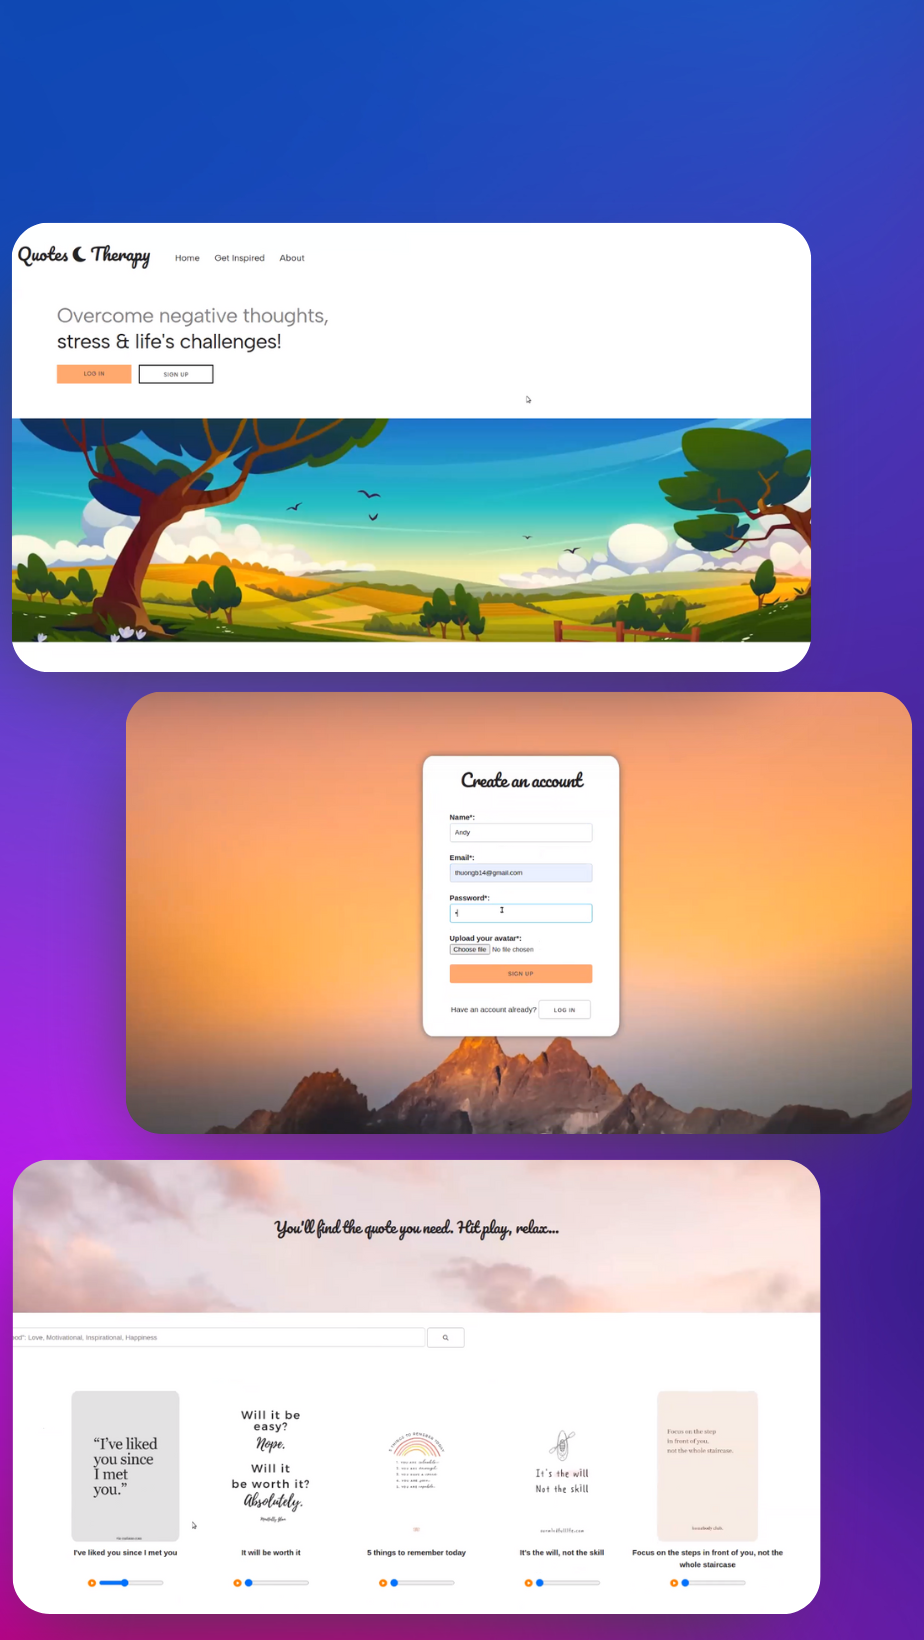 Quotes Therapy
Home Get Inspired About
Overcome negative thoughts,
stress & life's challenges!
LOG IN SIGN UP
Create an account
Name*:
Andy
Email*:
thuongb14@gmail.com
Password*:
Upload your avatar*:
Choose file No file chosen
SIGN UP
Have an account already? LOG IN
You'll find the quote you need. Hit play, relax...
Love, Motivational, Inspirational, Happiness
“I’ve liked
you since
I met
you.”
Will it be
easy?
Nope.
Will it
be worth it?
Absolutely.
5 THINGS TO REMEMBER TODAY
It's the will
Not the skill
Focus on the step
in front of you,
not the whole staircase.
I've liked you since I met you
It will be worth it
5 things to remember today
It's the will, not the skill
Focus on the steps in front of you, not the
whole staircase